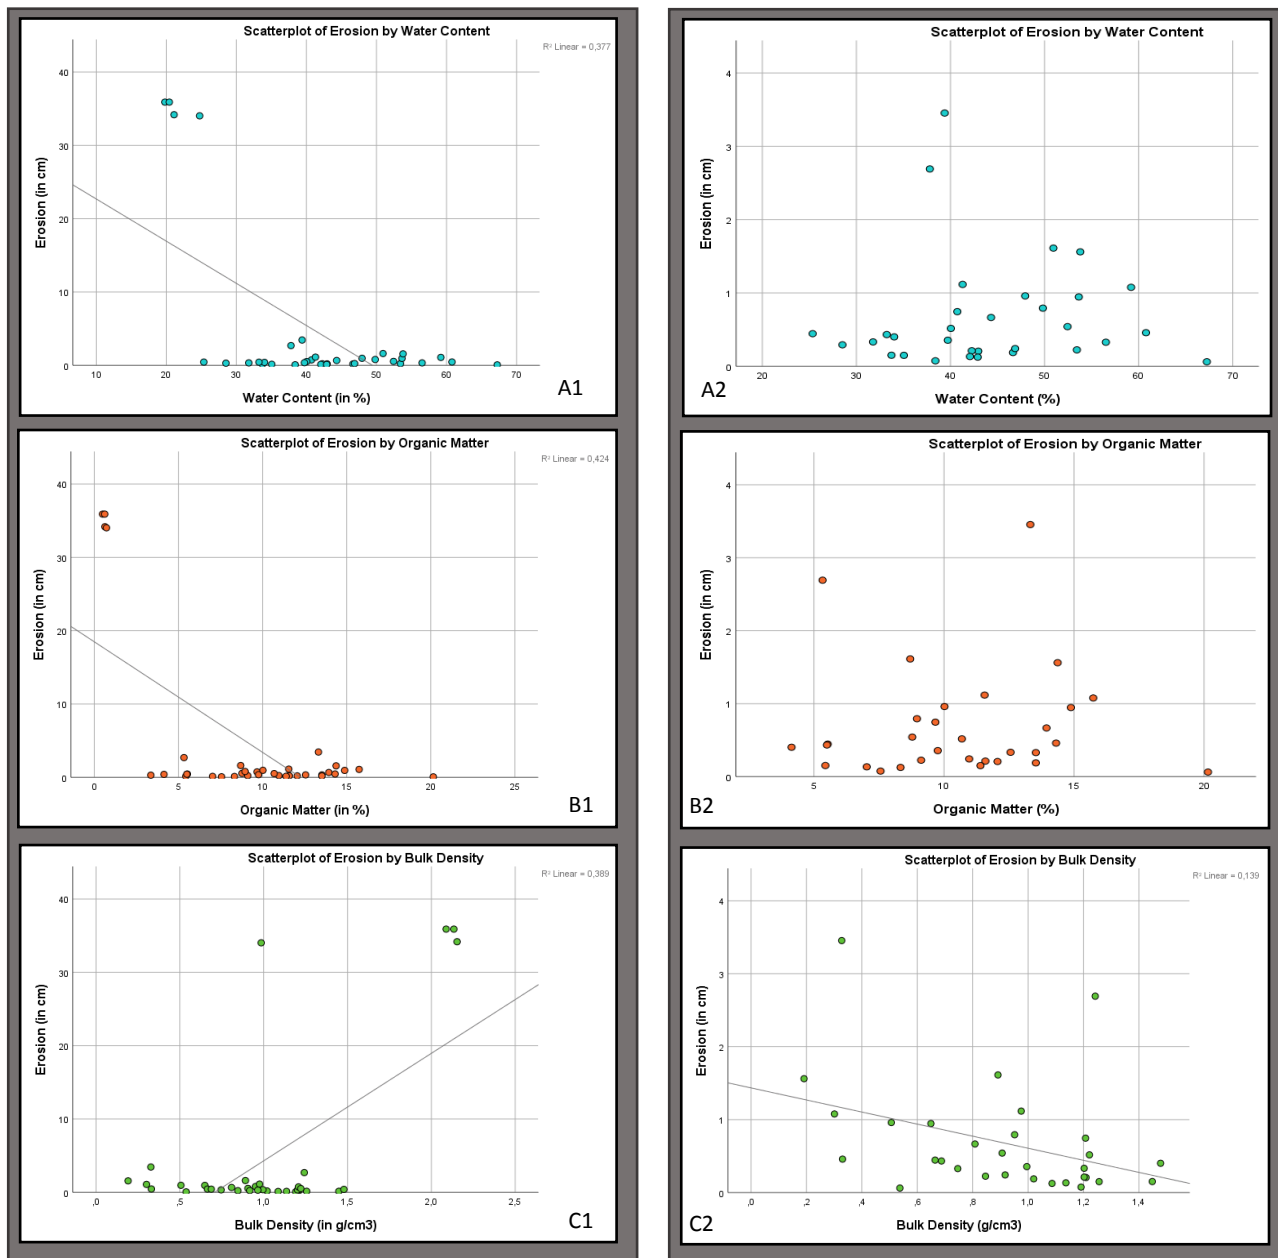 Scatterplot of Erosion by Water Content
R² Linear = 0,377
40
30
20
10
0
Erosion (in cm)
10 20 30 40 50 60 70
Water Content (in %)
A1
Scatterplot of Erosion by Water Content
4
3
2
1
0
Erosion (in cm)
20 30 40 50 60 70
Water Content (%)
A2
Scatterplot of Erosion by Organic Matter
R² Linear = 0,424
40
30
20
10
0
Erosion (in cm)
0 5 10 15 20 25
Organic Matter (in %)
B1
Scatterplot of Erosion by Organic Matter
4
3
2
1
0
Erosion (in cm)
5 10 15 20
Organic Matter (%)
B2
Scatterplot of Erosion by Bulk Density
R² Linear = 0,389
40
30
20
10
0
Erosion (in cm)
,0 ,5 1,0 1,5 2,0 2,5
Bulk Density (in g/cm3)
C1
Scatterplot of Erosion by Bulk Density
R² Linear = 0,139
4
3
2
1
0
Erosion (in cm)
,0 ,2 ,4 ,6 ,8 1,0 1,2 1,4
Bulk Density (g/cm3)
C2